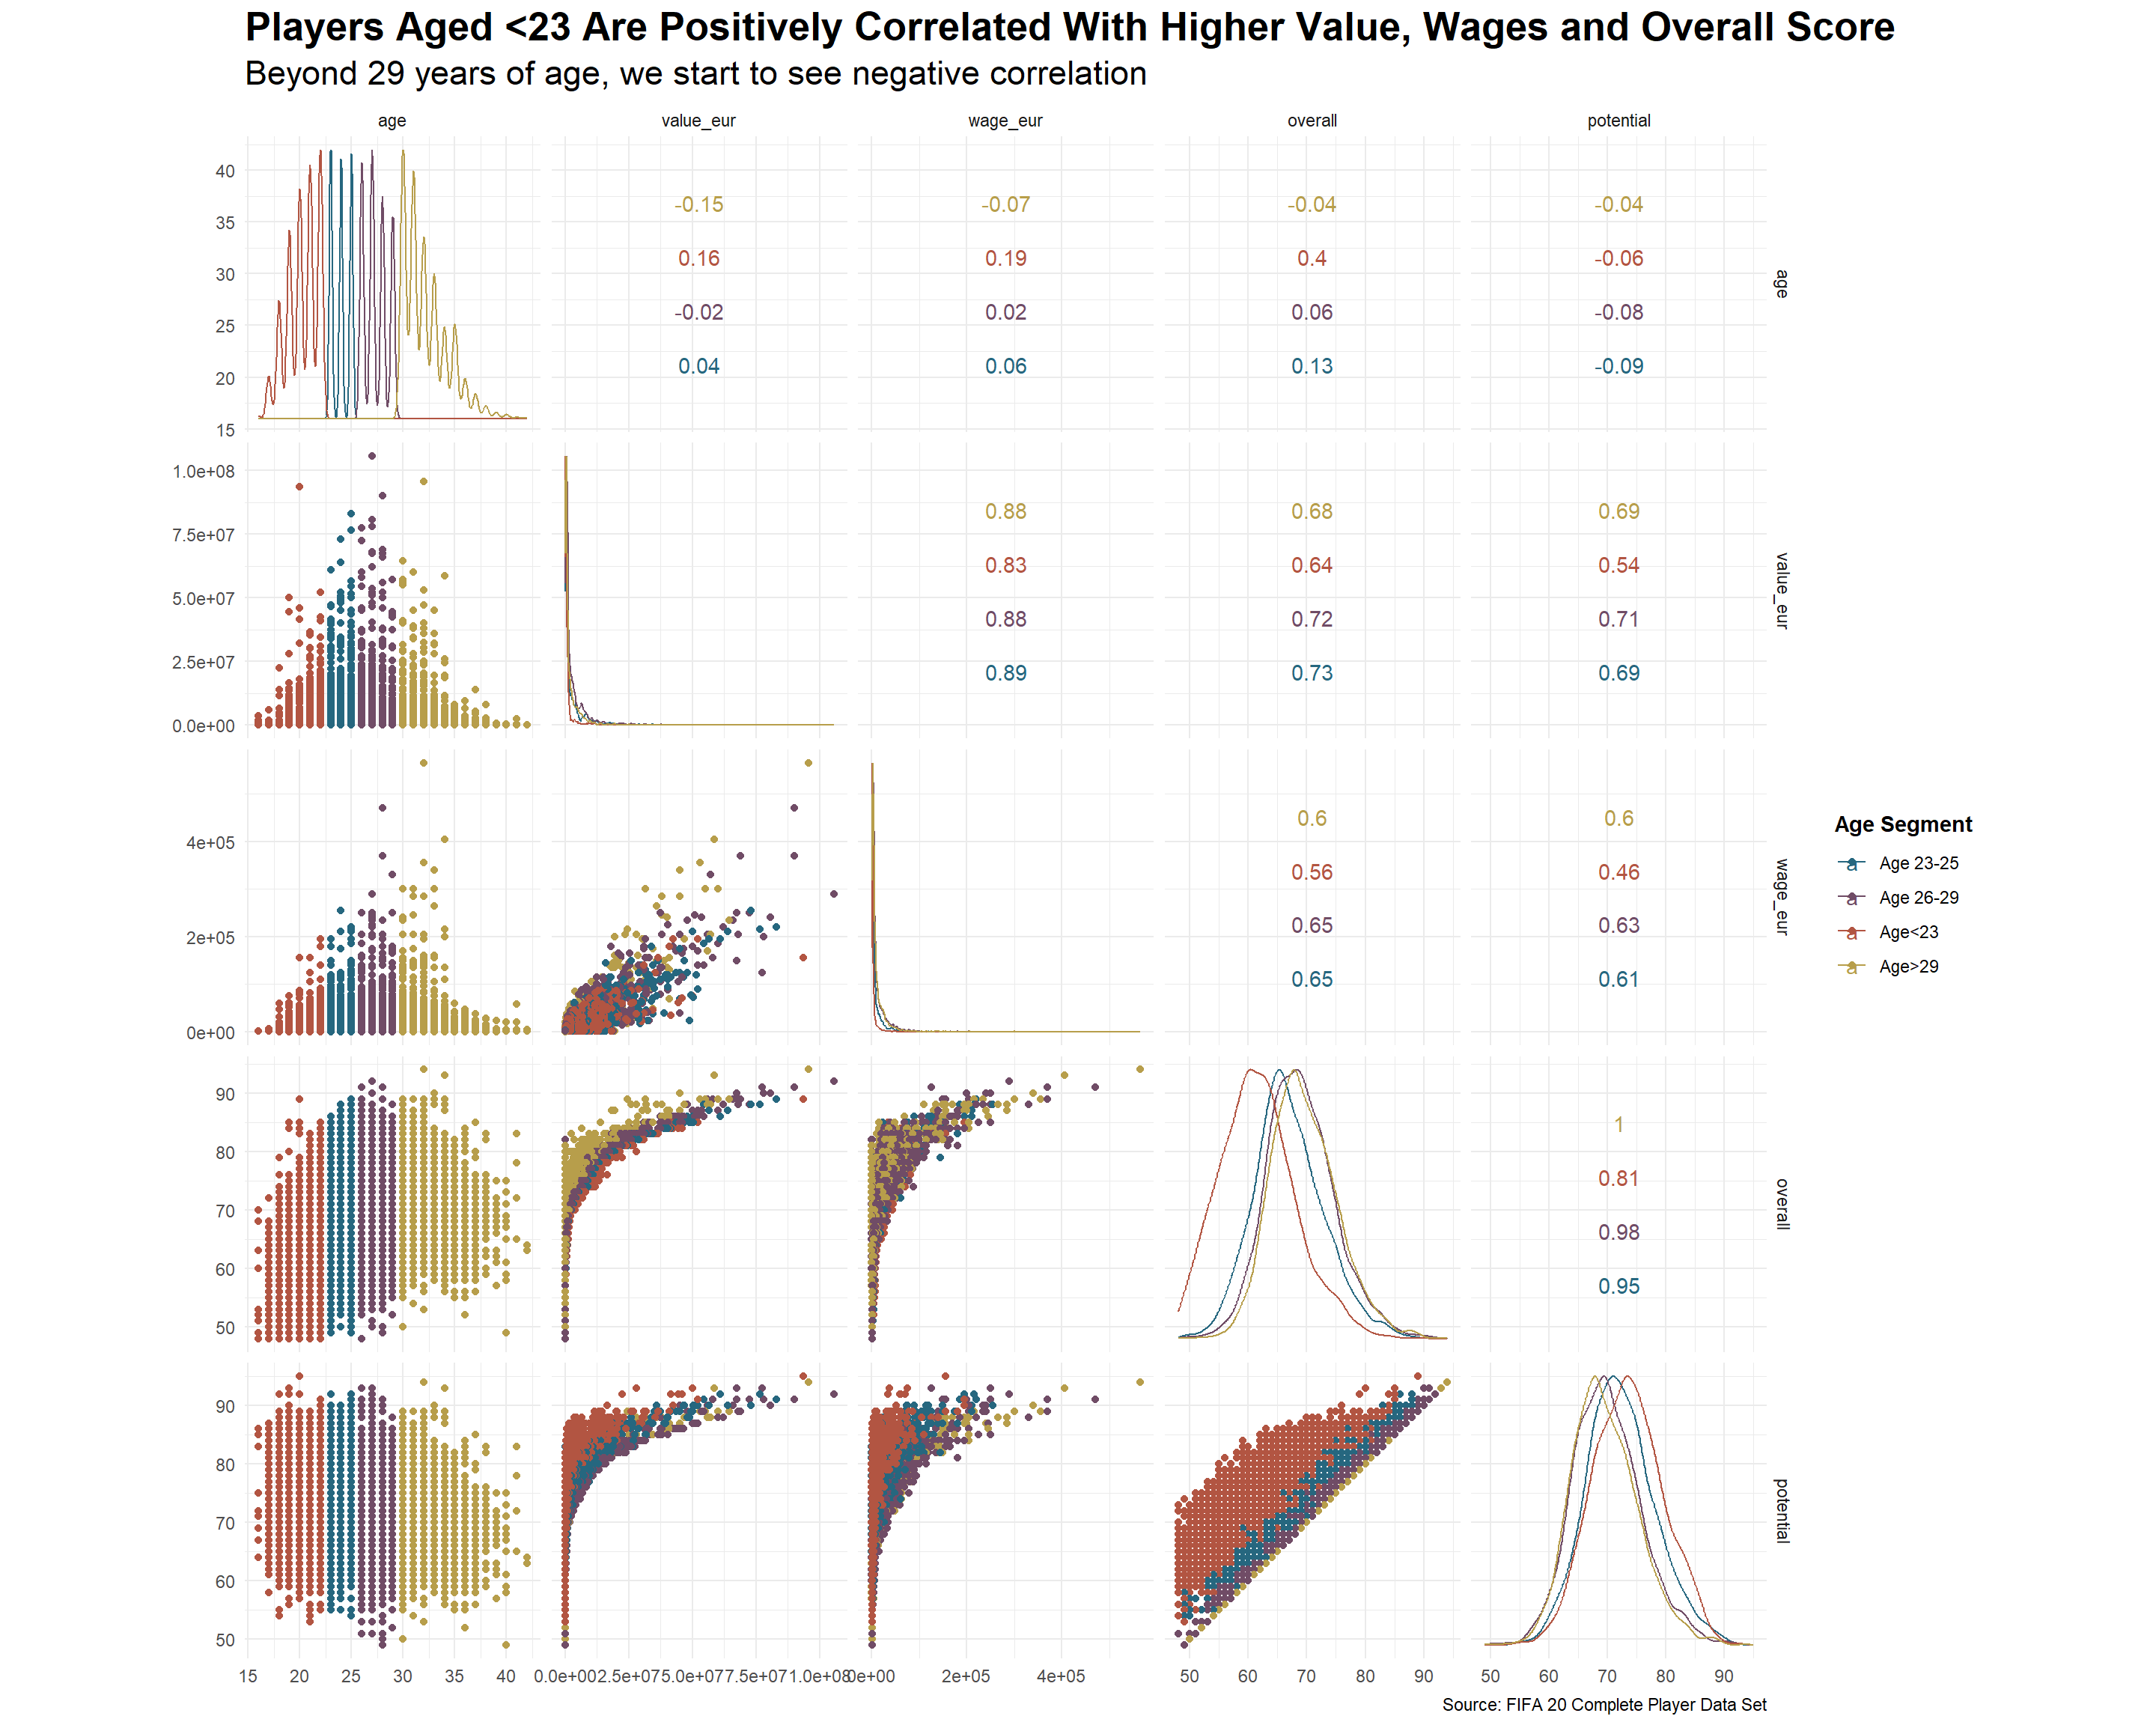 Players Aged <23 Are Positively Correlated With Higher Value, Wages and Overall Score
Beyond 29 years of age, we start to see negative correlation
age value_eur wage_eur overall potential
40
35
30
25
20
15
-0.15 -0.07 -0.04 -0.04
0.16 0.19 0.4 -0.06
-0.02 0.02 0.06 -0.08
0.04 0.06 0.13 -0.09
age
1.0e+08
7.5e+07
5.0e+07
2.5e+07
0.0e+00
0.88 0.68 0.69
0.83 0.64 0.54
0.88 0.72 0.71
0.89 0.73 0.69
value_eur
4e+05
2e+05
0e+00
0.6 0.6
0.56 0.46
0.65 0.63
0.65 0.61
wage_eur
Age Segment
a Age 23-25
a Age 26-29
a Age<23
a Age>29
90
80
70
60
50
1
0.81
0.98
0.95
overall
90
80
70
60
50
potential
15 20 25 30 35 40 0.0e+00 2.5e+07 5.0e+07 7.5e+07 1.0e+08 0e+00 2e+05 4e+05 50 60 70 80 90 50 60 70 80 90
Source: FIFA 20 Complete Player Data Set